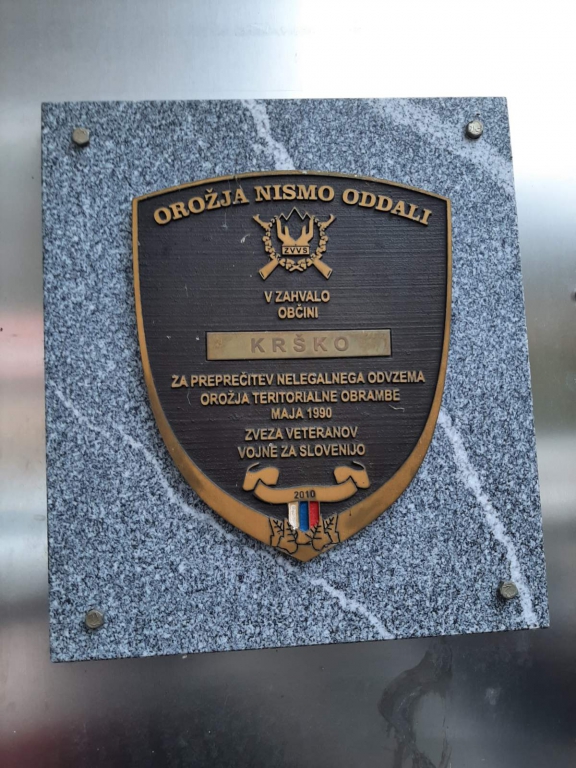 OROŽJA NISMO ODDALI
ZVVS
V ZAHVALO
OBČINI
KRŠKO
ZA PREPREČITEV NELEGALNEGA ODVZEMA
OROŽJA TERITORIALNE OBRAMBE
MAJA 1990
ZVEZA VETERANOV
VOJNE ZA SLOVENIJO
2010